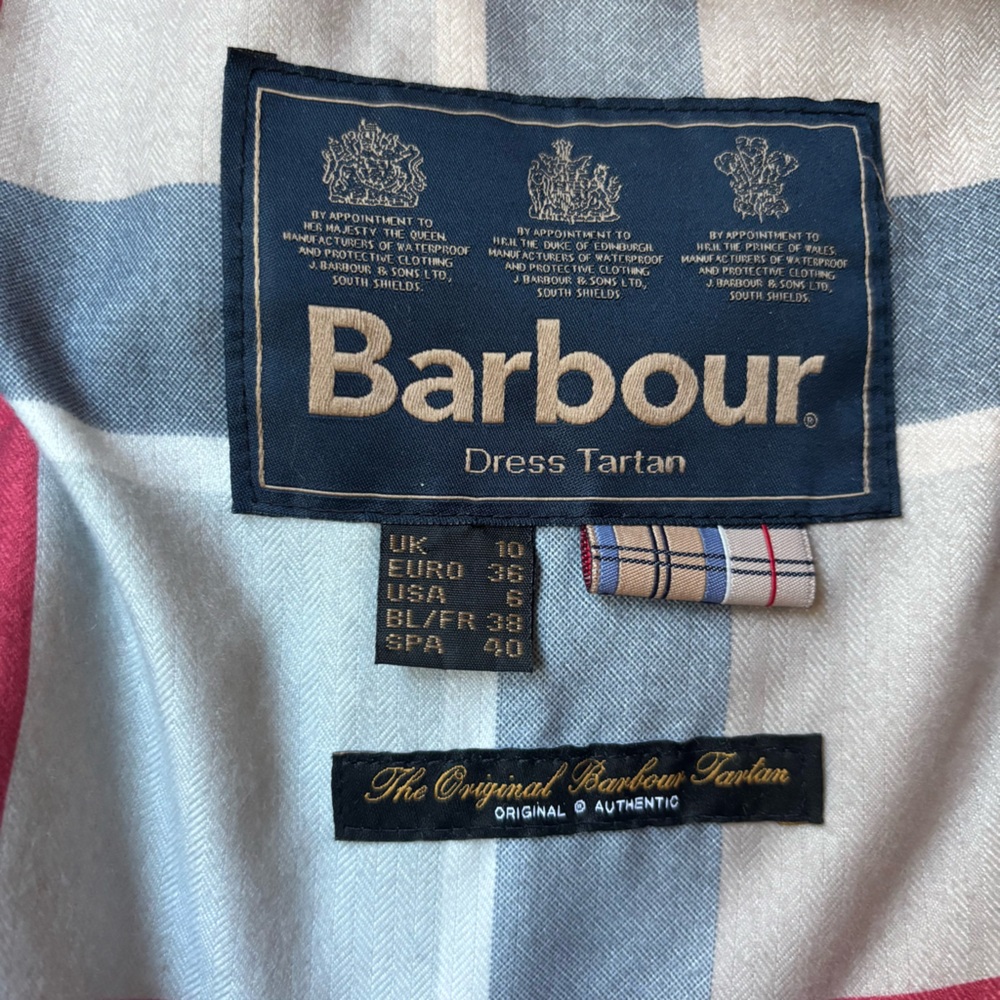 BY APPOINTMENT TO
HER MAJESTY THE QUEEN
MANUFACTURERS OF WATERPROOF
AND PROTECTIVE CLOTHING
J. BARBOUR & SONS LTD,
SOUTH SHIELDS.
BY APPOINTMENT TO
H.R.H. THE DUKE OF EDINBURGH
MANUFACTURERS OF WATERPROOF
AND PROTECTIVE CLOTHING
J. BARBOUR & SONS LTD,
SOUTH SHIELDS
BY APPOINTMENT TO
H.R.H. THE PRINCE OF WALES
MANUFACTURERS OF WATERPROOF
AND PROTECTIVE CLOTHING
J. BARBOUR & SONS LTD,
SOUTH SHIELDS
Barbour®
Dress Tartan
UK 10
EURO 36
USA 6
BL/FR 38
SPA 40
The Original Barbour Tartan
ORIGINAL ® AUTHENTIC